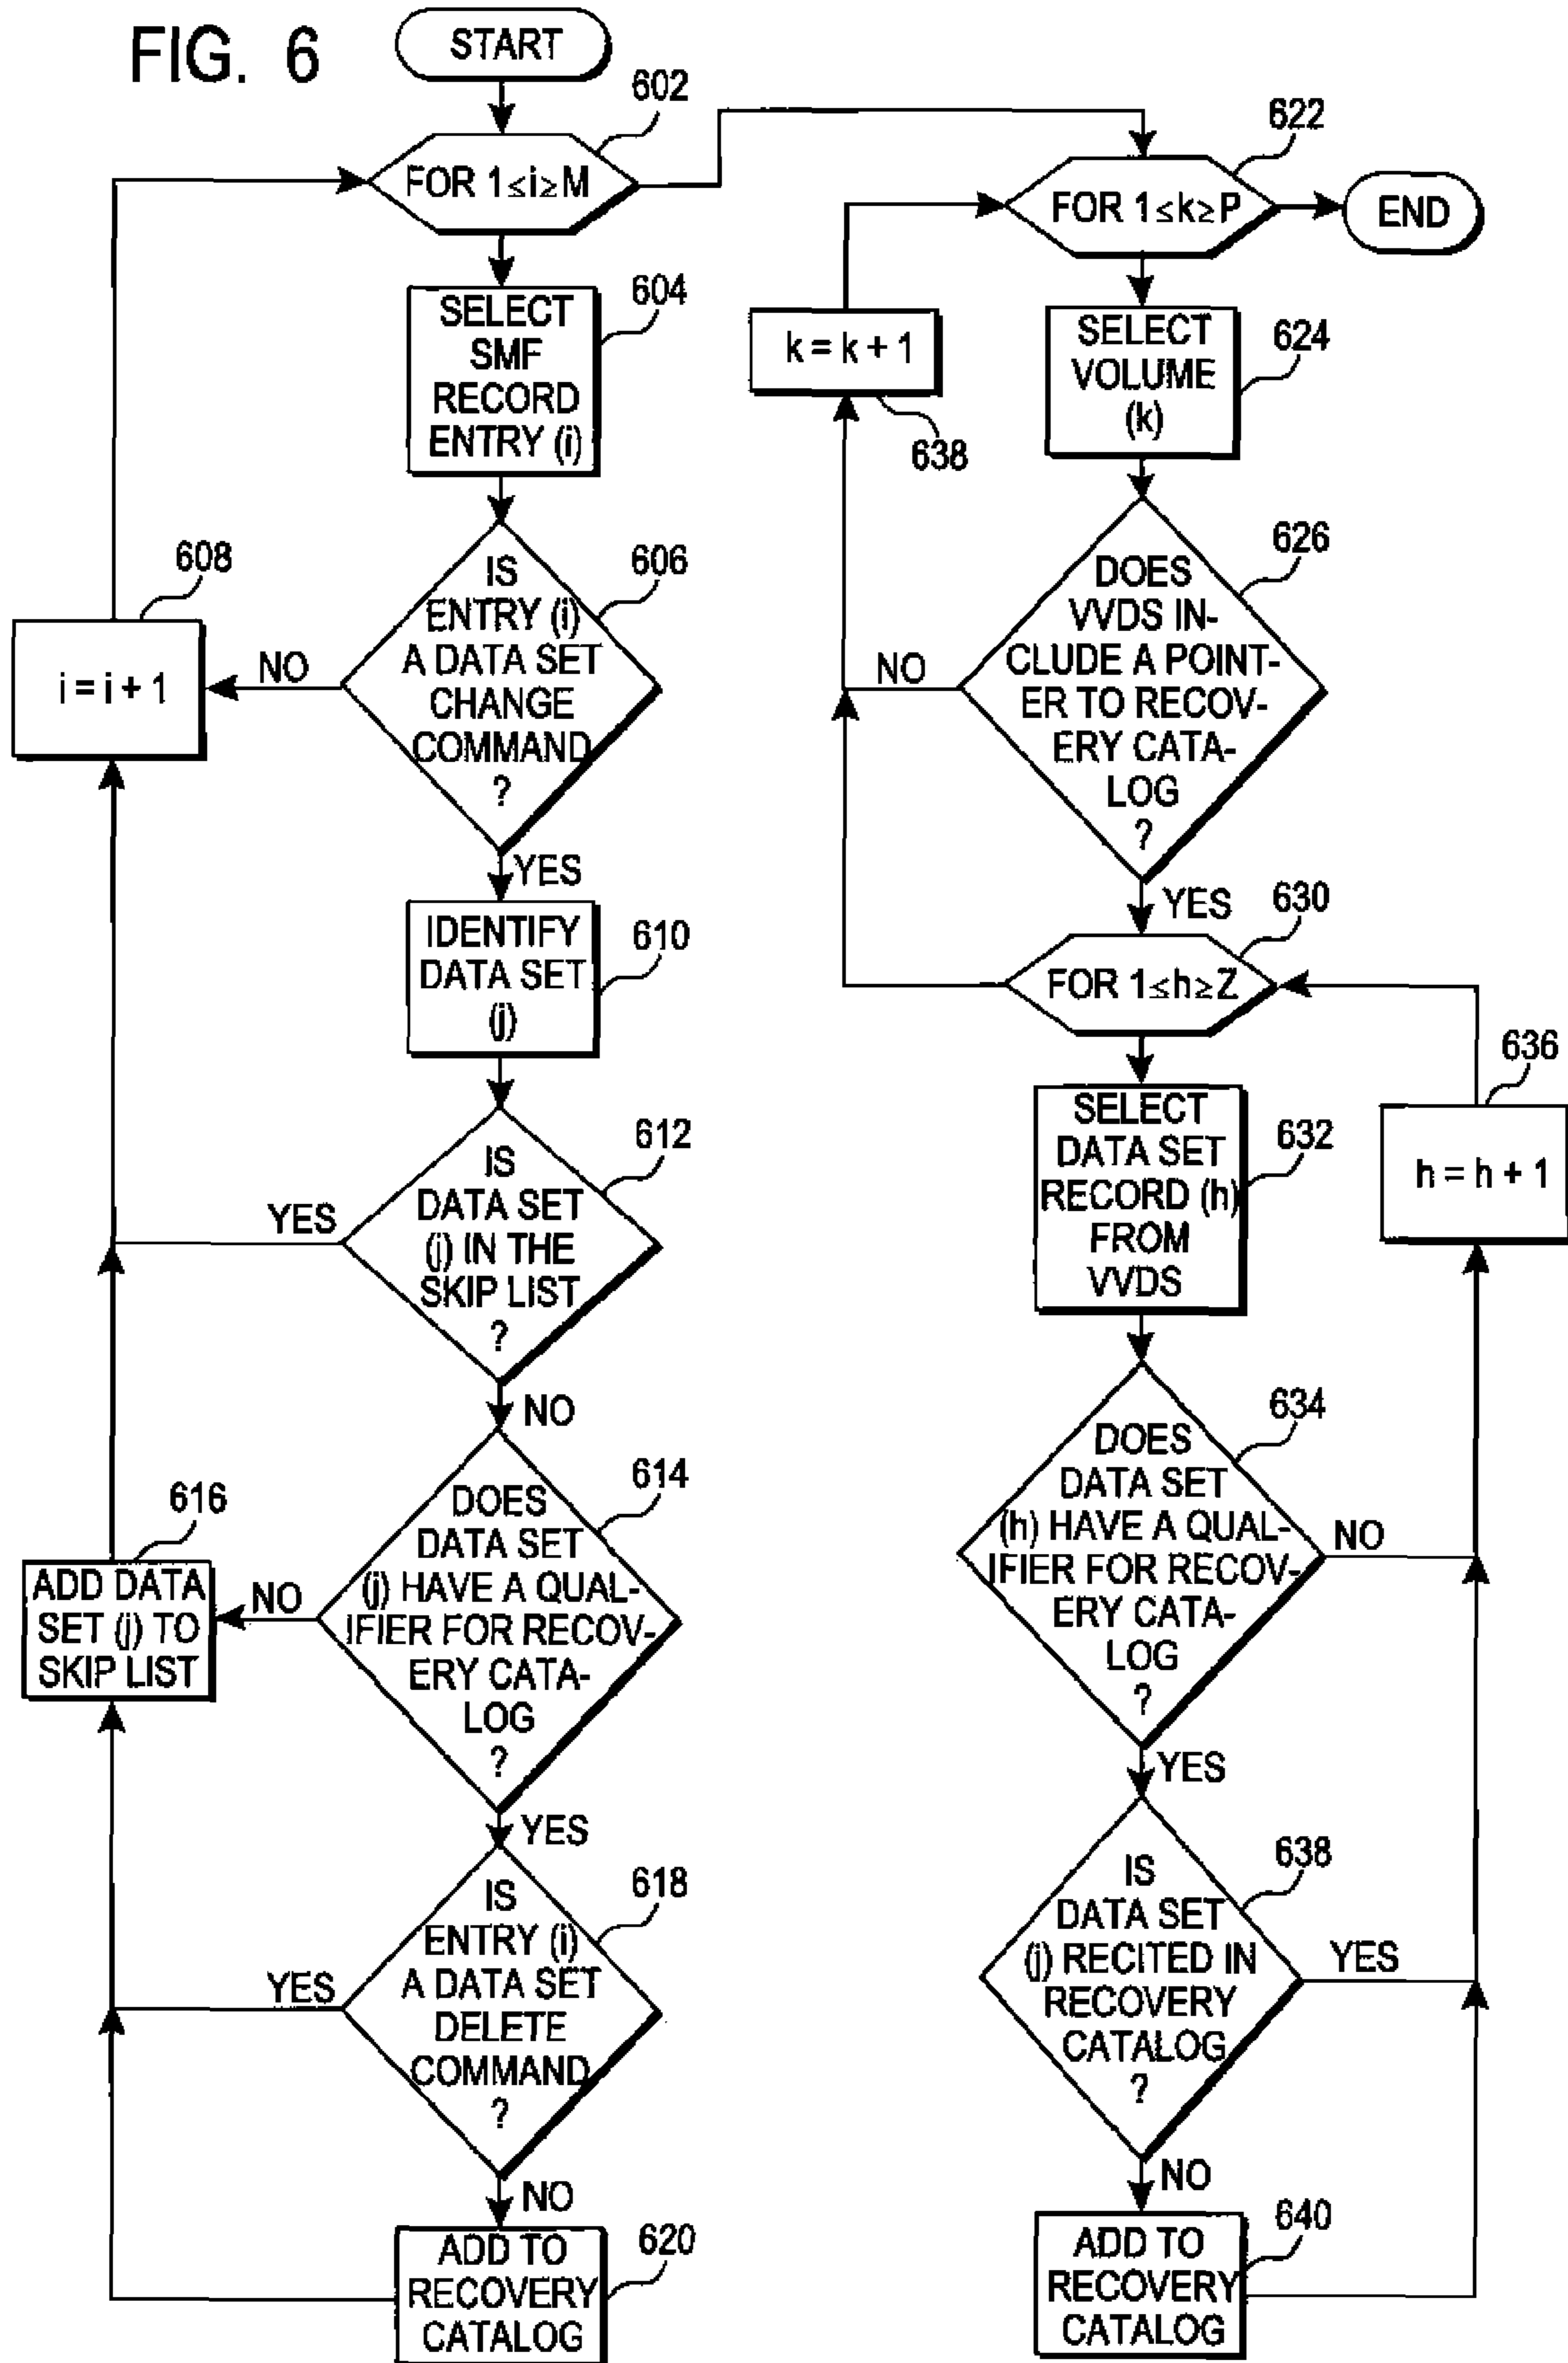 FIG. 6
START
602
FOR 1≤i≥M
604
SELECT
SMF
RECORD
ENTRY (i)
606
IS
ENTRY (i)
A DATA SET
CHANGE
COMMAND
?
NO
608
i = i + 1
YES
610
IDENTIFY
DATA SET
(j)
612
IS
DATA SET
(j) IN THE
SKIP LIST
?
YES
NO
614
DOES
DATA SET
(j) HAVE A QUAL-
IFIER FOR RECOV-
ERY CATA-
LOG
?
NO
616
ADD DATA
SET (j) TO
SKIP LIST
YES
618
IS
ENTRY (i)
A DATA SET
DELETE
COMMAND
?
YES
NO
620
ADD TO
RECOVERY
CATALOG
622
FOR 1≤k≥P
END
624
SELECT
VOLUME
(k)
k = k + 1
638
626
DOES
VVDS IN-
CLUDE A POINT-
ER TO RECOV-
ERY CATA-
LOG
?
NO
YES
630
FOR 1≤h≥Z
632
SELECT
DATA SET
RECORD (h)
FROM
VVDS
636
h = h + 1
634
DOES
DATA SET
(h) HAVE A QUAL-
IFIER FOR RECOV-
ERY CATA-
LOG
?
NO
YES
638
IS
DATA SET
(j) RECITED IN
RECOVERY
CATALOG
?
YES
NO
640
ADD TO
RECOVERY
CATALOG